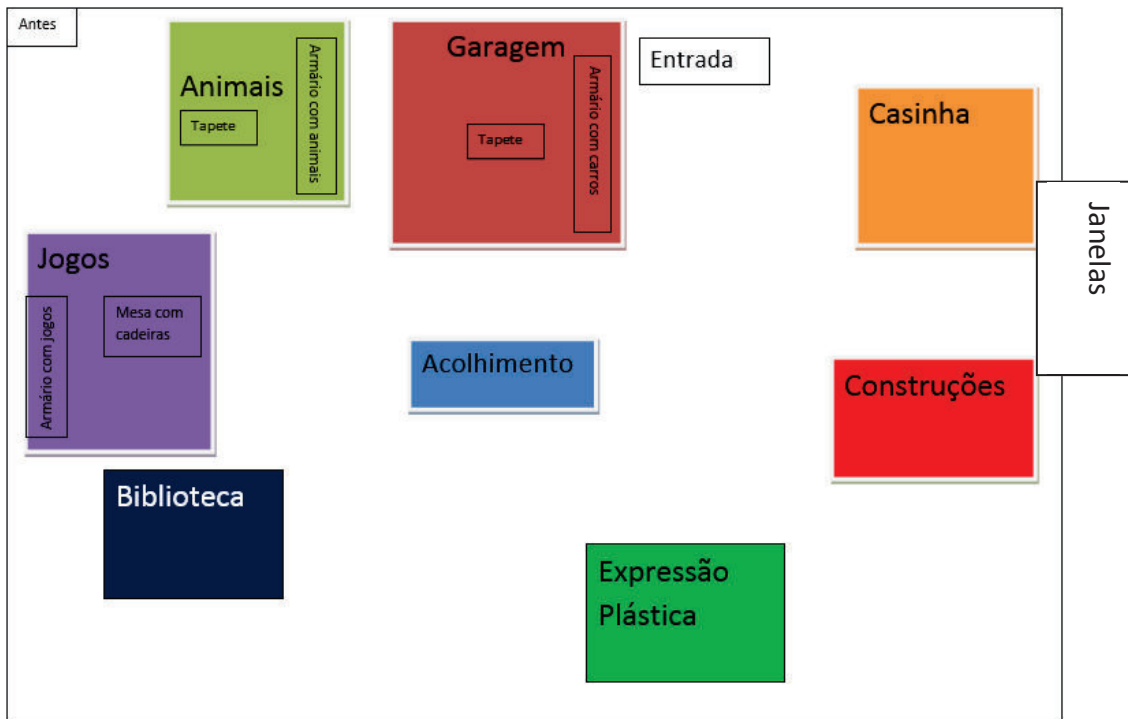 Antes
Animais
Tapete
Armário com animais
Garagem
Tapete
Armário com carros
Entrada
Casinha
Janelas
Jogos
Armário com jogos
Mesa com
cadeiras
Acolhimento
Construções
Biblioteca
Expressão
Plástica